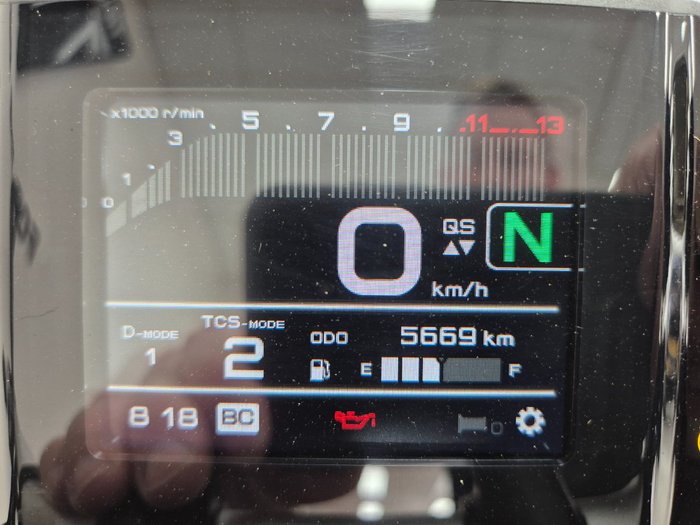 x1000 r/min
0 1 3 5 7 9 11 13
0 km/h
QS
N
D-MODE
1
TCS-MODE
2
ODO 5669 km
E F
8 18 BC
0